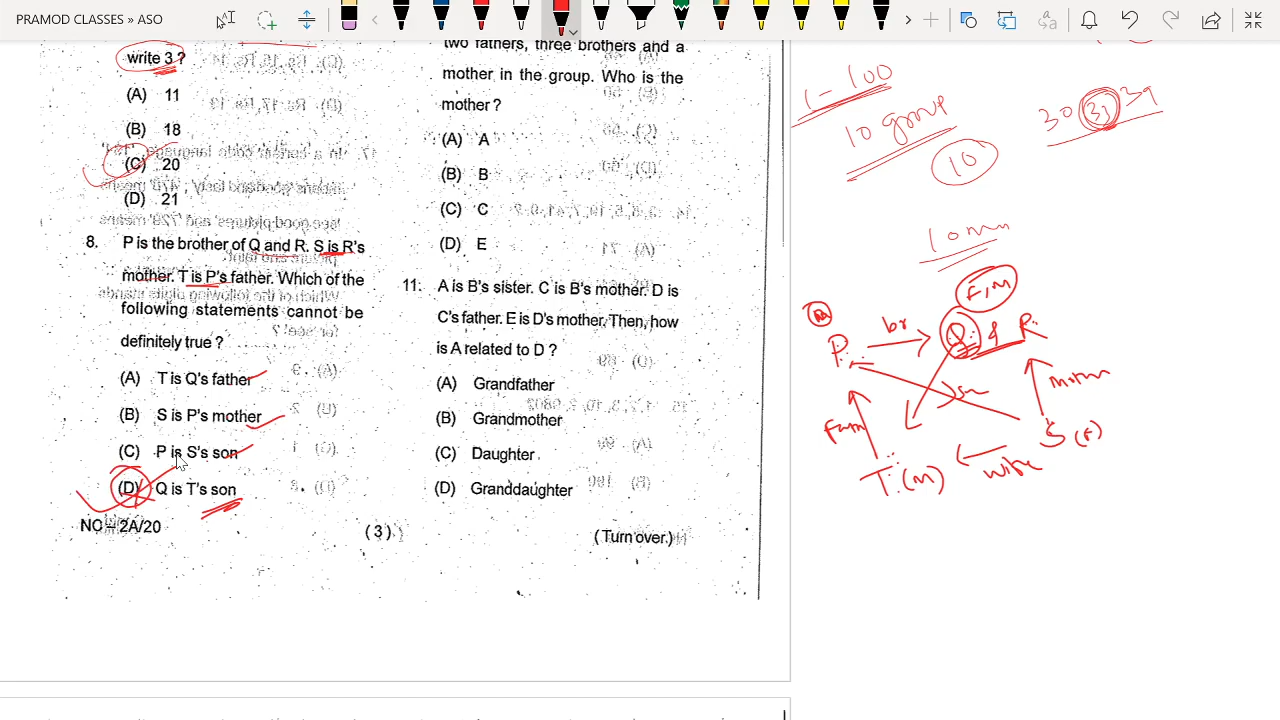 PRAMOD CLASSES » ASO
write 3 ?
(A) 11
(B) 18
(C) 20
(D) 21
8. P is the brother of Q and R. S is R's
mother. T is P's father. Which of the
following statements cannot be
definitely true ?
(A) T is Q's father
(B) S is P's mother
(C) P is S's son
(D) Q is T's son
NC – 2A/20
(3)
two fathers, three brothers and a
mother in the group. Who is the
mother ?
(A) A
(B) B
(C) C
(D) E
11. A is B's sister. C is B's mother. D is
C's father. E is D's mother. Then, how
is A related to D ?
(A) Grandfather
(B) Grandmother
(C) Daughter
(D) Granddaughter
(Turn over.)
1 - 100
10 group
10
30 31 39
10 mm
F/M
P br Q & R
son
Mother
S (F)
wife
T (M)